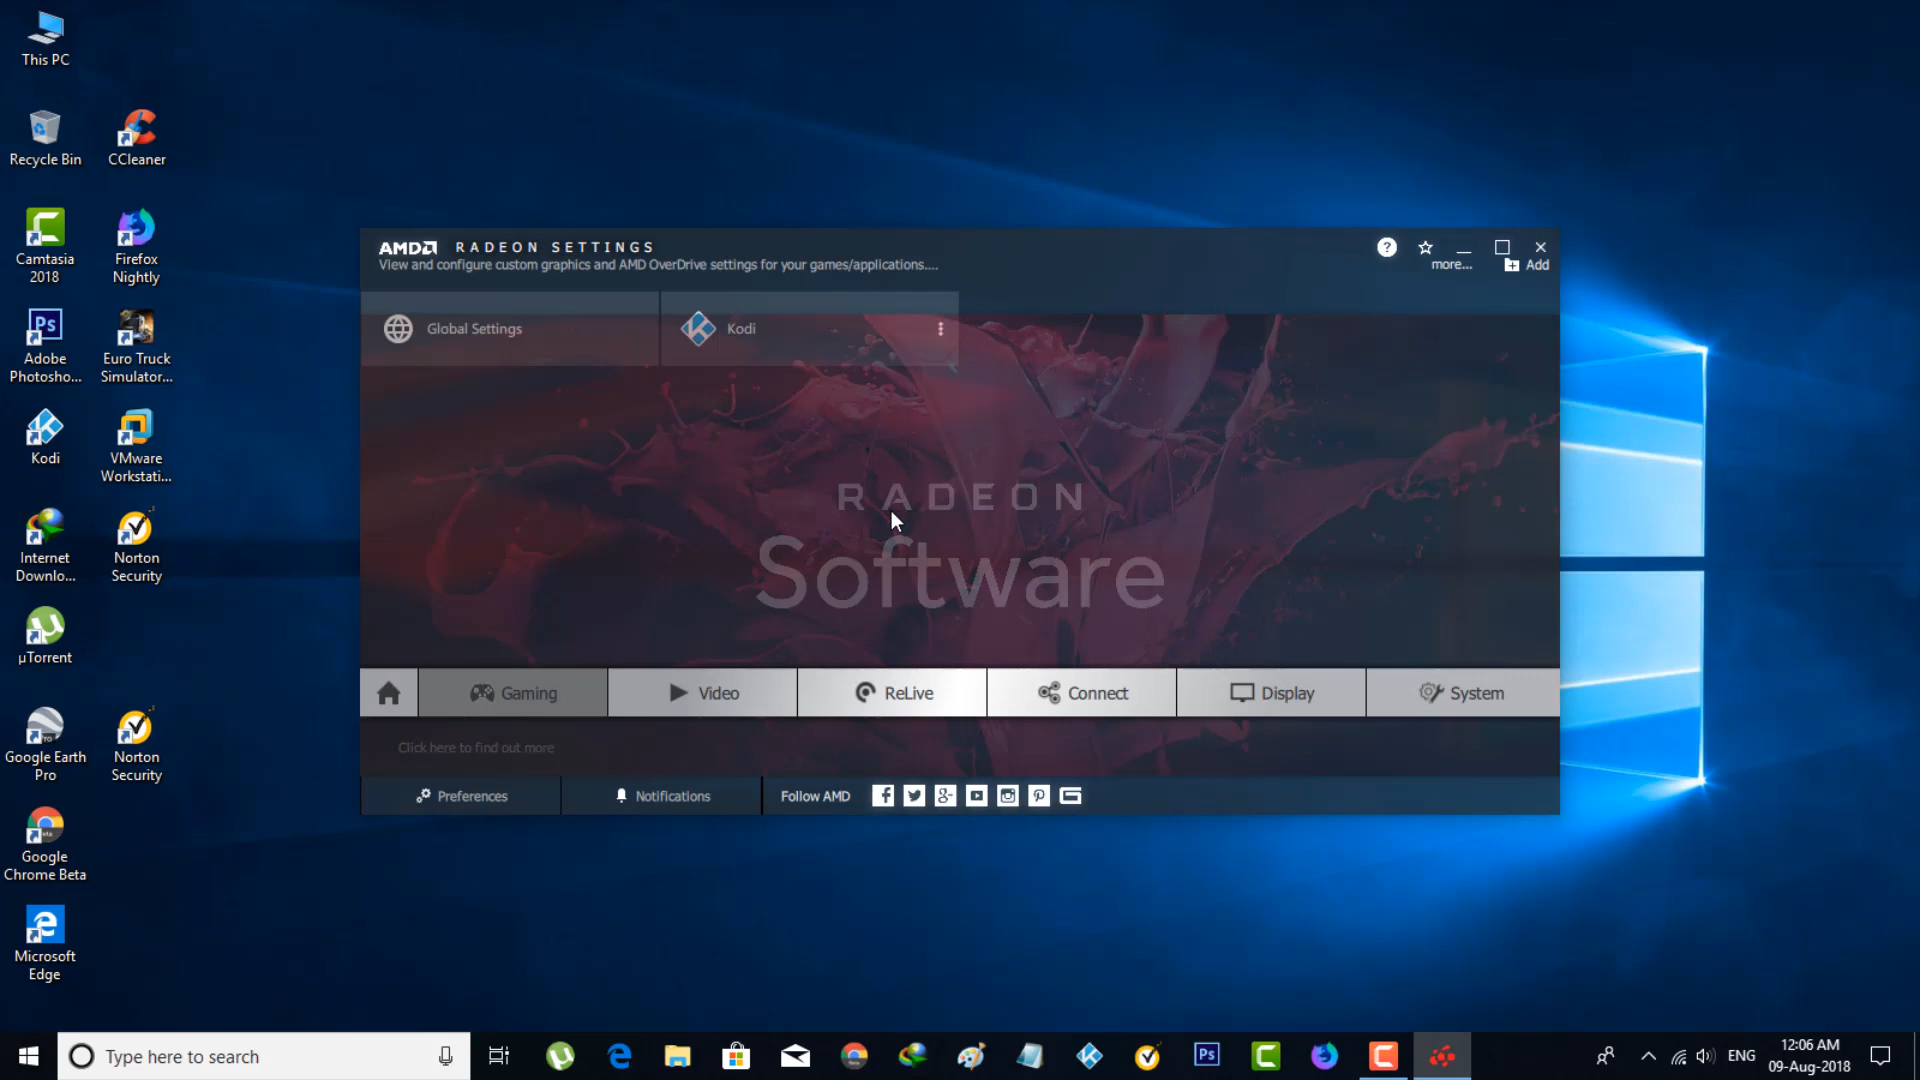 This PC
Recycle Bin
CCleaner
Camtasia
2018
Firefox
Nightly
Adobe
Photosho...
Euro Truck
Simulator...
Kodi
VMware
Workstati...
Internet
Downlo...
Norton
Security
µTorrent
Google Earth
Pro
Norton
Security
Google
Chrome Beta
Microsoft
Edge
AMD RADEON SETTINGS
View and configure custom graphics and AMD OverDrive settings for your games/applications....
more...
Add
Global Settings
Kodi
RADEON
Software
Gaming
Video
ReLive
Connect
Display
System
Click here to find out more
Preferences
Notifications
Follow AMD
Type here to search
ENG
12:06 AM
09-Aug-2018